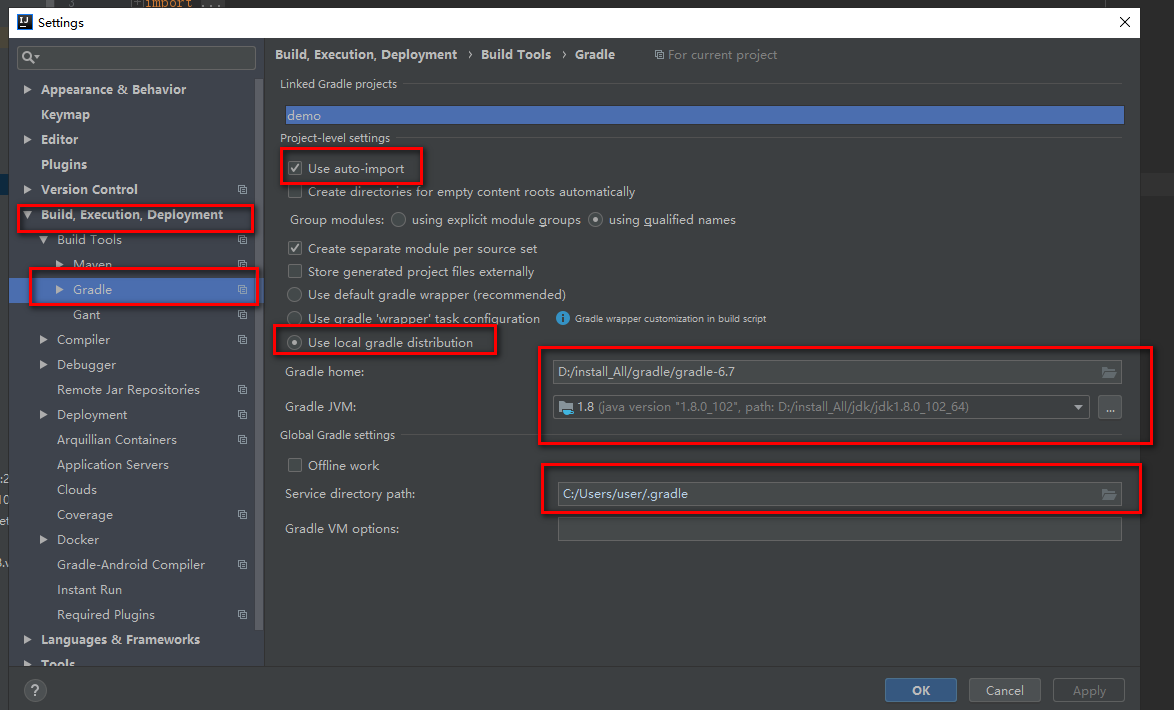 3 import ...
Settings
Appearance & Behavior
Keymap
Editor
Plugins
Version Control
Build, Execution, Deployment
Build Tools
Maven
Gradle
Gant
Compiler
Debugger
Remote Jar Repositories
Deployment
Arquillian Containers
Application Servers
Clouds
Coverage
Docker
Gradle-Android Compiler
Instant Run
Required Plugins
Languages & Frameworks
Tools
Build, Execution, Deployment › Build Tools › Gradle For current project
Linked Gradle projects
demo
Project-level settings
Use auto-import
Create directories for empty content roots automatically
Group modules: using explicit module groups using qualified names
Create separate module per source set
Store generated project files externally
Use default gradle wrapper (recommended)
Use gradle 'wrapper' task configuration Gradle wrapper customization in build script
Use local gradle distribution
Gradle home: D:/install_All/gradle/gradle-6.7
Gradle JVM: 1.8 (java version "1.8.0_102", path: D:/install_All/jdk/jdk1.8.0_102_64) ...
Global Gradle settings
Offline work
Service directory path: C:/Users/user/.gradle
Gradle VM options:
? OK Cancel Apply